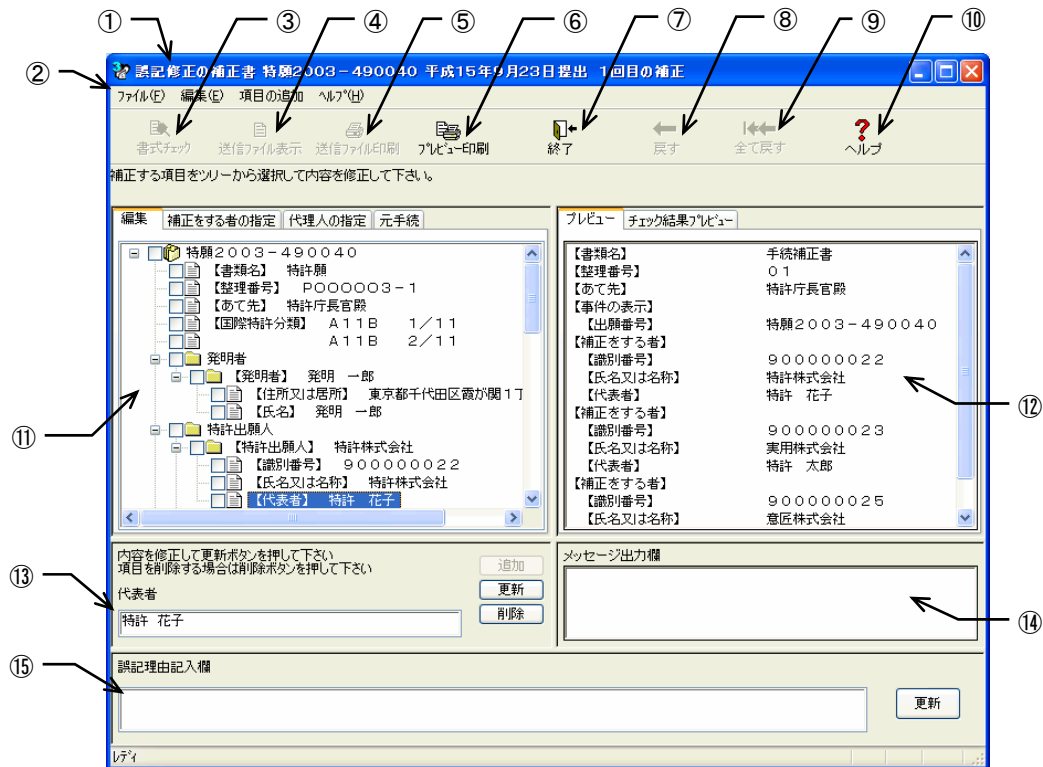 ① ③ ④ ⑤ ⑥ ⑦ ⑧ ⑨ ⑩
②
誤記修正の補正書 特願2003-490040 平成15年9月23日提出 1回目の補正
ファイル(F) 編集(E) 項目の追加 ヘルプ(H)
書式チェック 送信ファイル表示 送信ファイル印刷 プレビュー印刷 終了 戻す 全て戻す ヘルプ
補正する項目をツリーから選択して内容を修正して下さい。
編集 補正をする者の指定 代理人の指定 元手続
特願2003-490040
【書類名】 特許願
【整理番号】 P000003-1
【あて先】 特許庁長官殿
【国際特許分類】 A11B 1/11
A11B 2/11
発明者
【発明者】 発明 一郎
【住所又は居所】 東京都千代田区霞が関1丁
【氏名】 発明 一郎
特許出願人
【特許出願人】 特許株式会社
【識別番号】 900000022
【氏名又は名称】 特許株式会社
【代表者】 特許 花子
⑪
プレビュー チェック結果プレビュー
【書類名】 手続補正書
【整理番号】 01
【あて先】 特許庁長官殿
【事件の表示】
【出願番号】 特願2003-490040
【補正をする者】
【識別番号】 900000022
【氏名又は名称】 特許株式会社
【代表者】 特許 花子
【補正をする者】
【識別番号】 900000023
【氏名又は名称】 実用株式会社
【代表者】 特許 太郎
【補正をする者】
【識別番号】 900000025
【氏名又は名称】 意匠株式会社
⑫
内容を修正して更新ボタンを押して下さい
項目を削除する場合は削除ボタンを押して下さい
追加
更新
削除
⑬
代表者
特許 花子
メッセージ出力欄
⑭
⑮
誤記理由記入欄
更新
レディ